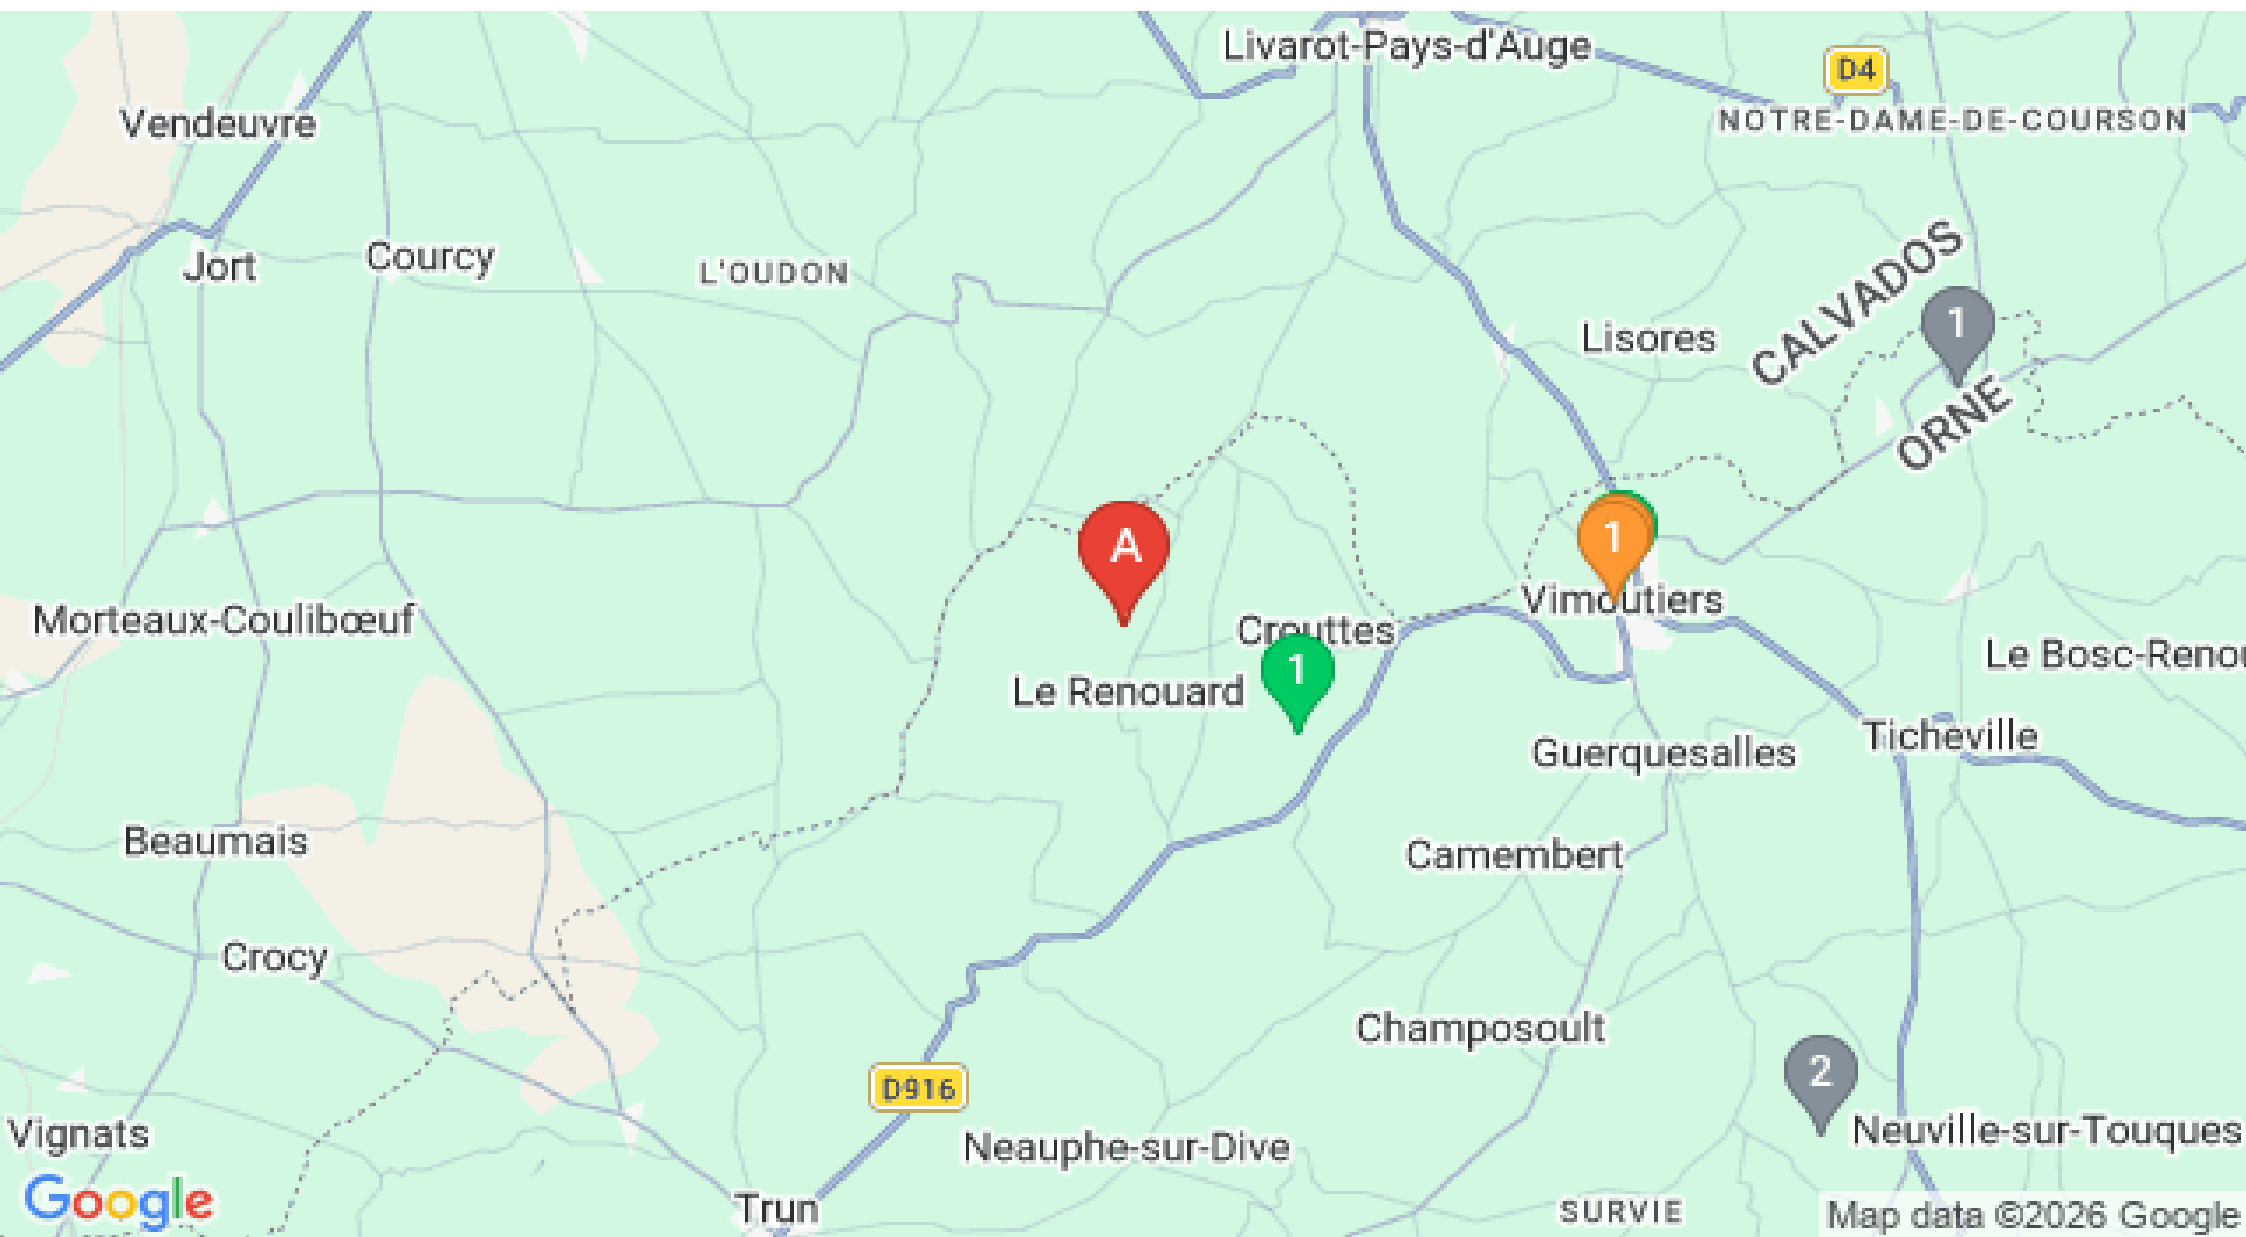 Livarot-Pays-d'Auge
D4
NOTRE-DAME-DE-COURSON
Vendeuvre
Jort
Courcy
L'OUDON
CALVADOS
1
Lisores
ORNE
A
1
Vimoutiers
Morteaux-Coulibœuf
Crouttes
1
Le Renouard
Le Bosc-Renou
Ticheville
Guerquesalles
Beaumais
Camembert
Crocy
Champosoult
2
D916
Vignats
Neauphe-sur-Dive
Neuville-sur-Touques
Google
Trun
SURVIE
Map data ©2026 Google